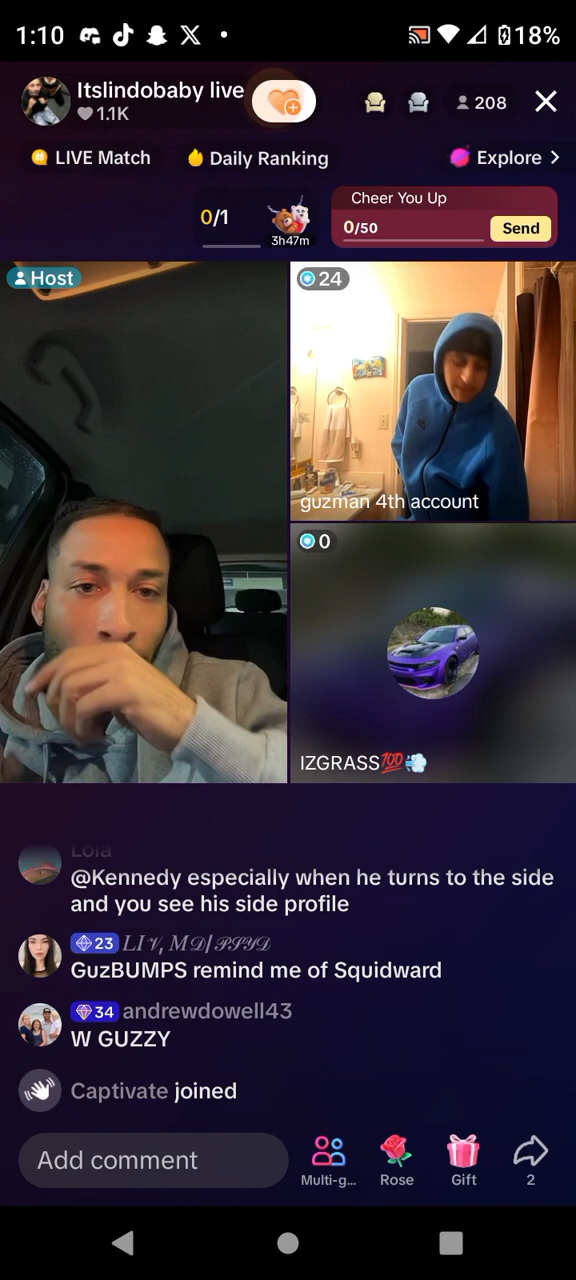 1:10
18%
Itslindobaby live
1.1K
208
LIVE Match
Daily Ranking
Explore
0/1
3h47m
Cheer You Up
0/50
Send
Host
24
guzman 4th account
0
IZGRASS💯💨
Lola
@Kennedy especially when he turns to the side
and you see his side profile
23 𝐿𝐼𝒱, 𝑀𝒟/𝒫𝒮𝒴𝒟
GuzBUMPS remind me of Squidward
34 andrewdowell43
W GUZZY
Captivate joined
Add comment
Multi-g...
Rose
Gift
2